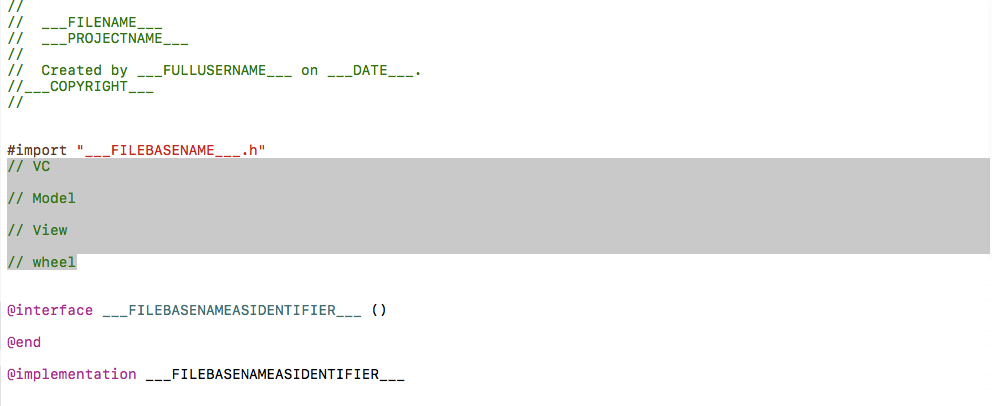 //
//  ___FILENAME___
//  ___PROJECTNAME___
//
//  Created by ___FULLUSERNAME___ on ___DATE___.
//___COPYRIGHT___
//
#import "___FILEBASENAME___.h"
// VC
// Model
// View
// wheel
@interface ___FILEBASENAMEASIDENTIFIER___ ()
@end
@implementation ___FILEBASENAMEASIDENTIFIER___